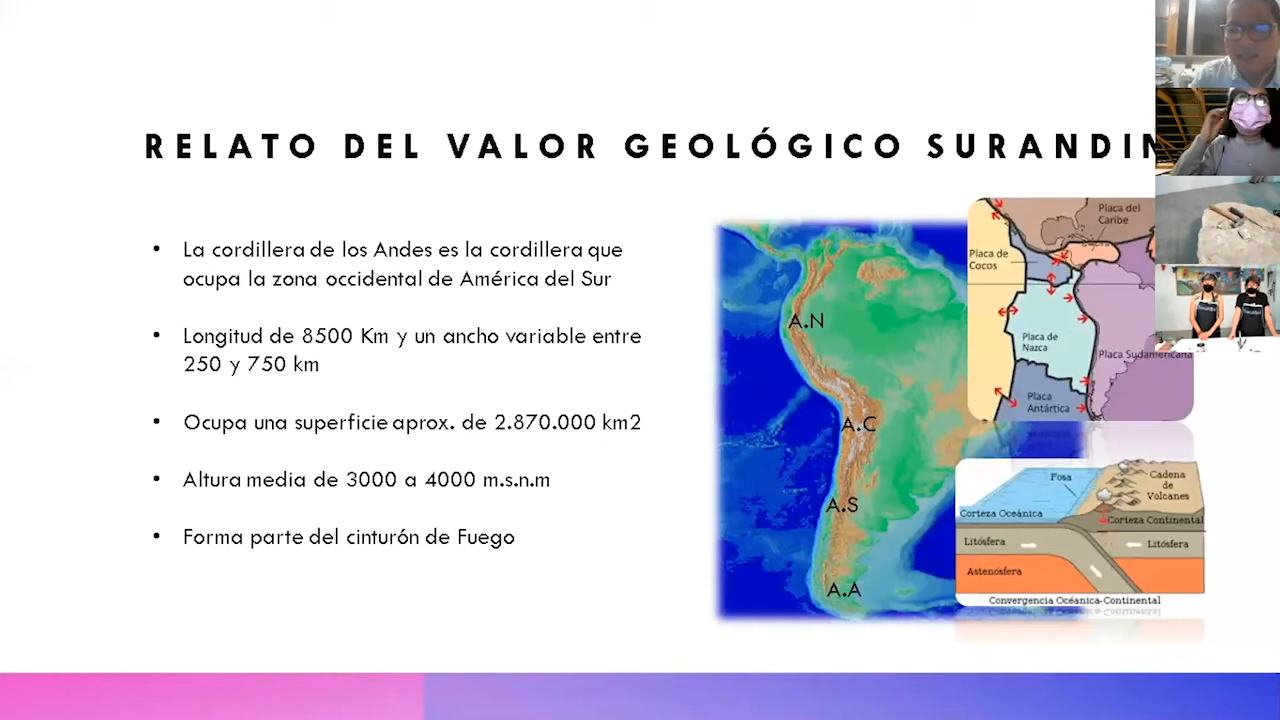 RELATO DEL VALOR GEOLÓGICO SURANDIN
• La cordillera de los Andes es la cordillera que
ocupa la zona occidental de América del Sur
• Longitud de 8500 Km y un ancho variable entre
250 y 750 km
• Ocupa una superficie aprox. de 2.870.000 km2
• Altura media de 3000 a 4000 m.s.n.m
• Forma parte del cinturón de Fuego
A.N
A.C
A.S
A.A
Placa del
Caribe
Placa de
Cocos
Placa de
Nazca
Placa Sudamericana
Placa
Antártica
Fosa
Cadena
de
Volcanes
Corteza Oceánica
Corteza Continental
Litósfera
Litósfera
Astenósfera
Convergencia Océanica-Continental